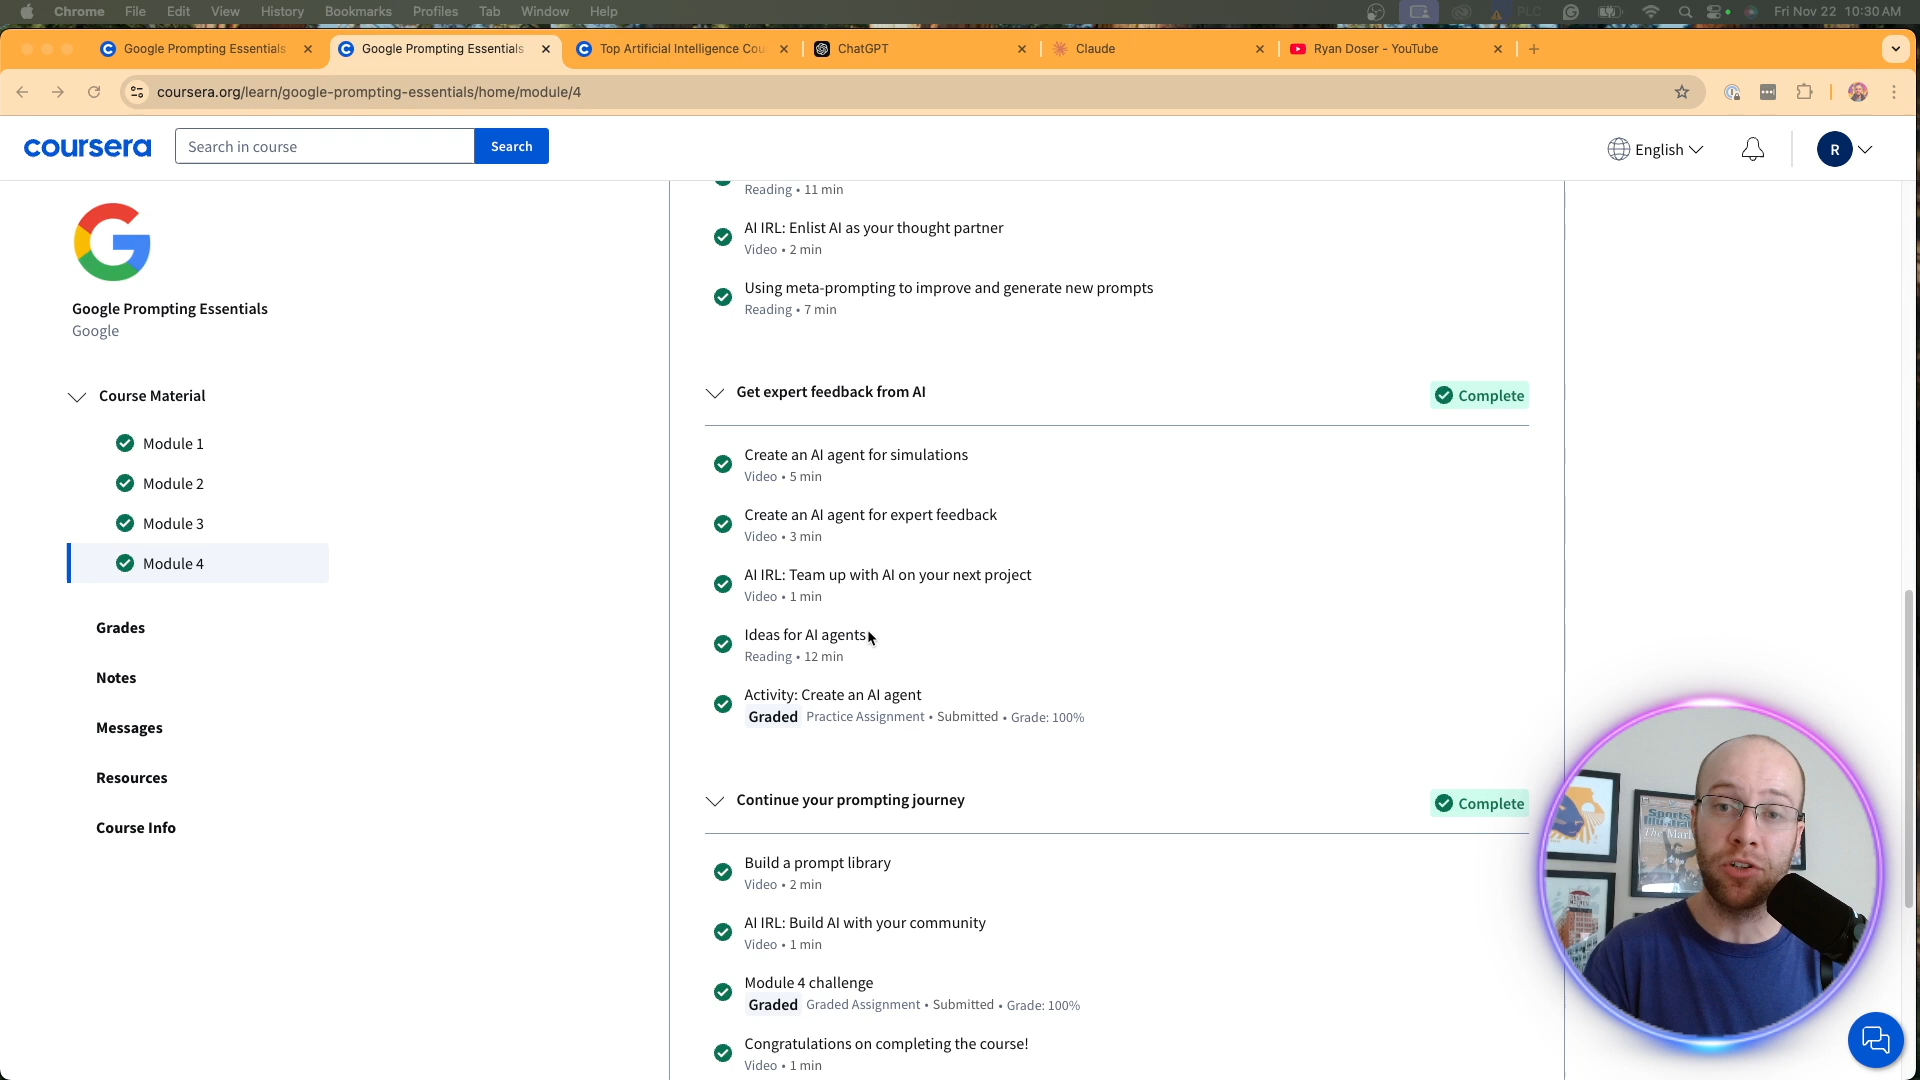 Chrome File Edit View History Bookmarks Profiles Tab Window Help PLC Fri Nov 22 10:30 AM
Google Prompting Essentials Google Prompting Essentials Top Artificial Intelligence Cou ChatGPT Claude Ryan Doser - YouTube
coursera.org/learn/google-prompting-essentials/home/module/4
coursera Search in course Search English R
Google Prompting Essentials
Google
Course Material
Module 1
Module 2
Module 3
Module 4
Grades
Notes
Messages
Resources
Course Info
Reading • 11 min
AI IRL: Enlist AI as your thought partner
Video • 2 min
Using meta-prompting to improve and generate new prompts
Reading • 7 min
Get expert feedback from AI Complete
Create an AI agent for simulations
Video • 5 min
Create an AI agent for expert feedback
Video • 3 min
AI IRL: Team up with AI on your next project
Video • 1 min
Ideas for AI agents
Reading • 12 min
Activity: Create an AI agent
Graded Practice Assignment • Submitted • Grade: 100%
Continue your prompting journey Complete
Build a prompt library
Video • 2 min
AI IRL: Build AI with your community
Video • 1 min
Module 4 challenge
Graded Graded Assignment • Submitted • Grade: 100%
Congratulations on completing the course!
Video • 1 min